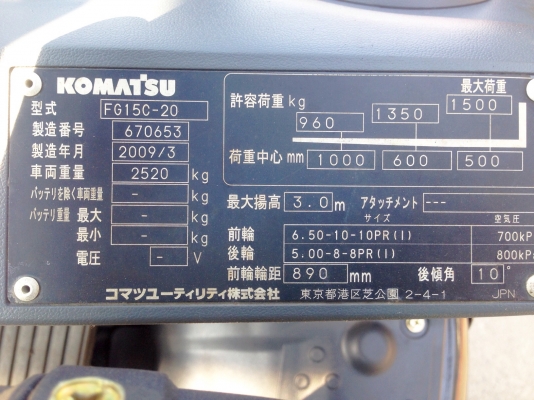 KOMATSU
型式 FG15C-20
製造番号 670653
製造年月 2009/3
車両重量 2520 kg
バッテリを除く車両重量 - kg
バッテリ重量 最大 - kg
最小 - kg
電圧 - V
最大荷重
許容荷重 kg 960 1350 1500
荷重中心 mm 1000 600 500
最大揚高 3.0 m アタッチメント ---
サイズ 空気圧
前輪 6.50-10-10PR(I) 700kP
後輪 5.00-8-8PR(I) 800kPa
前輪輪距 890 mm 後傾角 10°
コマツユーティリティ株式会社 東京都港区芝公園 2-4-1 JPN